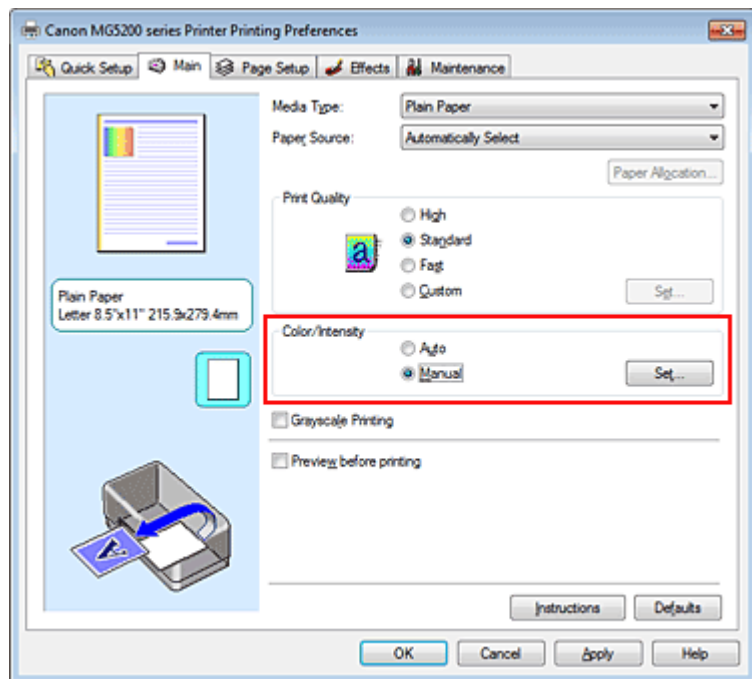 Canon MG5200 series Printer Printing Preferences
Quick Setup Main Page Setup Effects Maintenance
Media Type: Plain Paper
Paper Source: Automatically Select
Paper Allocation...
Print Quality
High
a Standard
Fast
Custom Set...
Plain Paper
Letter 8.5"x11" 215.9x279.4mm
Color/Intensity
Auto
Manual Set...
Grayscale Printing
Preview before printing
A
Instructions Defaults
OK Cancel Apply Help